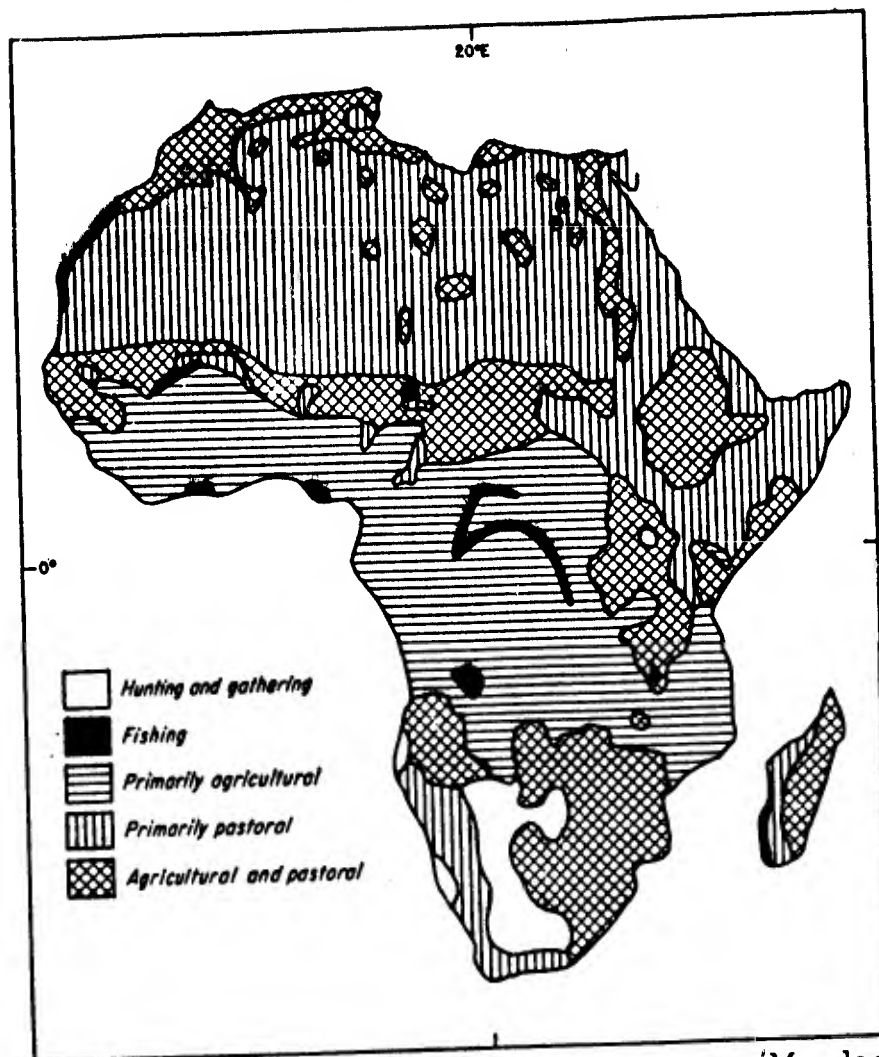 20°E
0°
Hunting and gathering
Fishing
Primarily agricultural
Primarily pastoral
Agricultural and pastoral